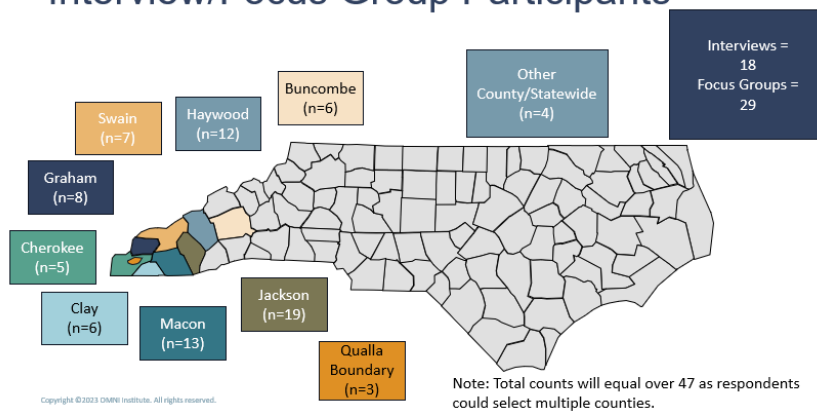 Interview/Focus Group Participants
Interviews =
18
Focus Groups =
29
Other
County/Statewide
(n=4)
Buncombe
(n=6)
Haywood
(n=12)
Swain
(n=7)
Graham
(n=8)
Cherokee
(n=5)
Clay
(n=6)
Macon
(n=13)
Jackson
(n=19)
Qualla
Boundary
(n=3)
Note: Total counts will equal over 47 as respondents
could select multiple counties.
Copyright ©2023 OMNI Institute. All rights reserved.